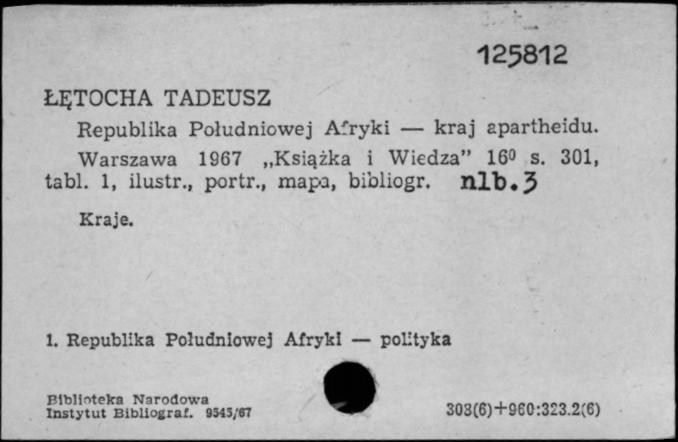 125812
ŁĘTOCHA TADEUSZ
Republika Południowej Afryki — kraj apartheidu.
Warszawa 1967 „Książka i Wiedza” 16⁰ s. 301,
tabl. 1, ilustr., portr., mapa, bibliogr. nlb.3
Kraje.
1. Republika Południowej Afryki — polityka
Biblioteka Narodowa
Instytut Bibliograf. 9545/67
308(6)+960:323.2(6)